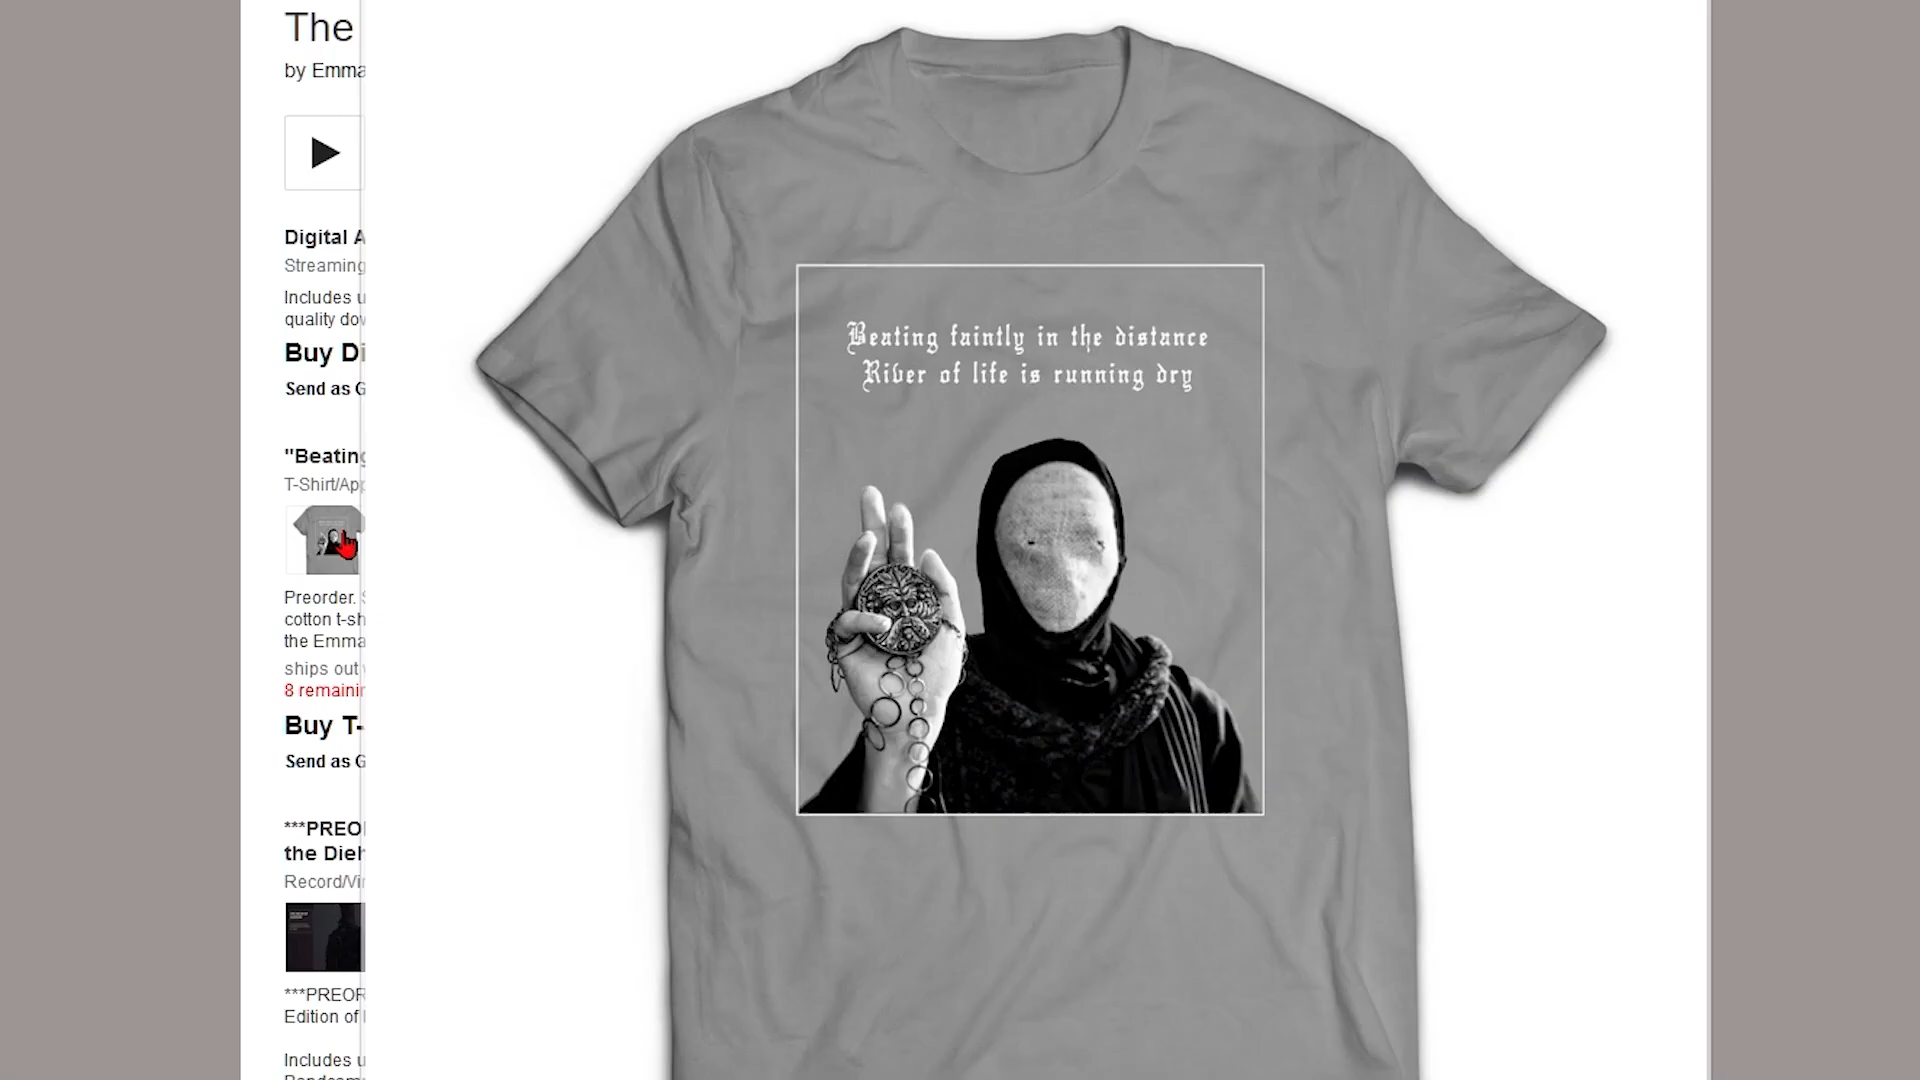 The
by Emma
Digital A
Streaming
Includes u
quality dov
Buy Di
Send as G
"Beating
T-Shirt/App
Preorder.
cotton t-sh
the Emma
ships out
8 remainin
Buy T-
Send as G
***PREO
the Dieh
Record/Vi
***PREOR
Edition of
Includes u
Beating faintly in the distance
River of life is running dry